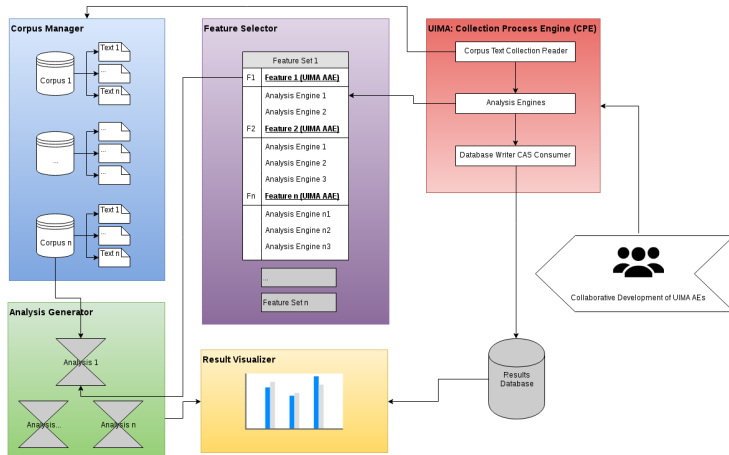 Corpus Manager
Corpus 1
Text 1
...
Text n
...
...
...
...
Corpus n
Text 1
...
Text n
Feature Selector
Feature Set 1
F1 Feature 1 (UIMA AAE)
Analysis Engine 1
Analysis Engine 2
F2 Feature 2 (UIMA AAE)
Analysis Engine 1
Analysis Engine 2
Analysis Engine 3
Fn Feature n (UIMA AAE)
Analysis Engine n1
Analysis Engine n2
Analysis Engine n3
...
Feature Set n
UIMA: Collection Process Engine (CPE)
Corpus Text Collection Reader
Analysis Engines
Database Writer CAS Consumer
Collaborative Development of UIMA AEs
Analysis Generator
Analysis 1
Analysis...
Analysis n
Result Visualizer
Results
Database